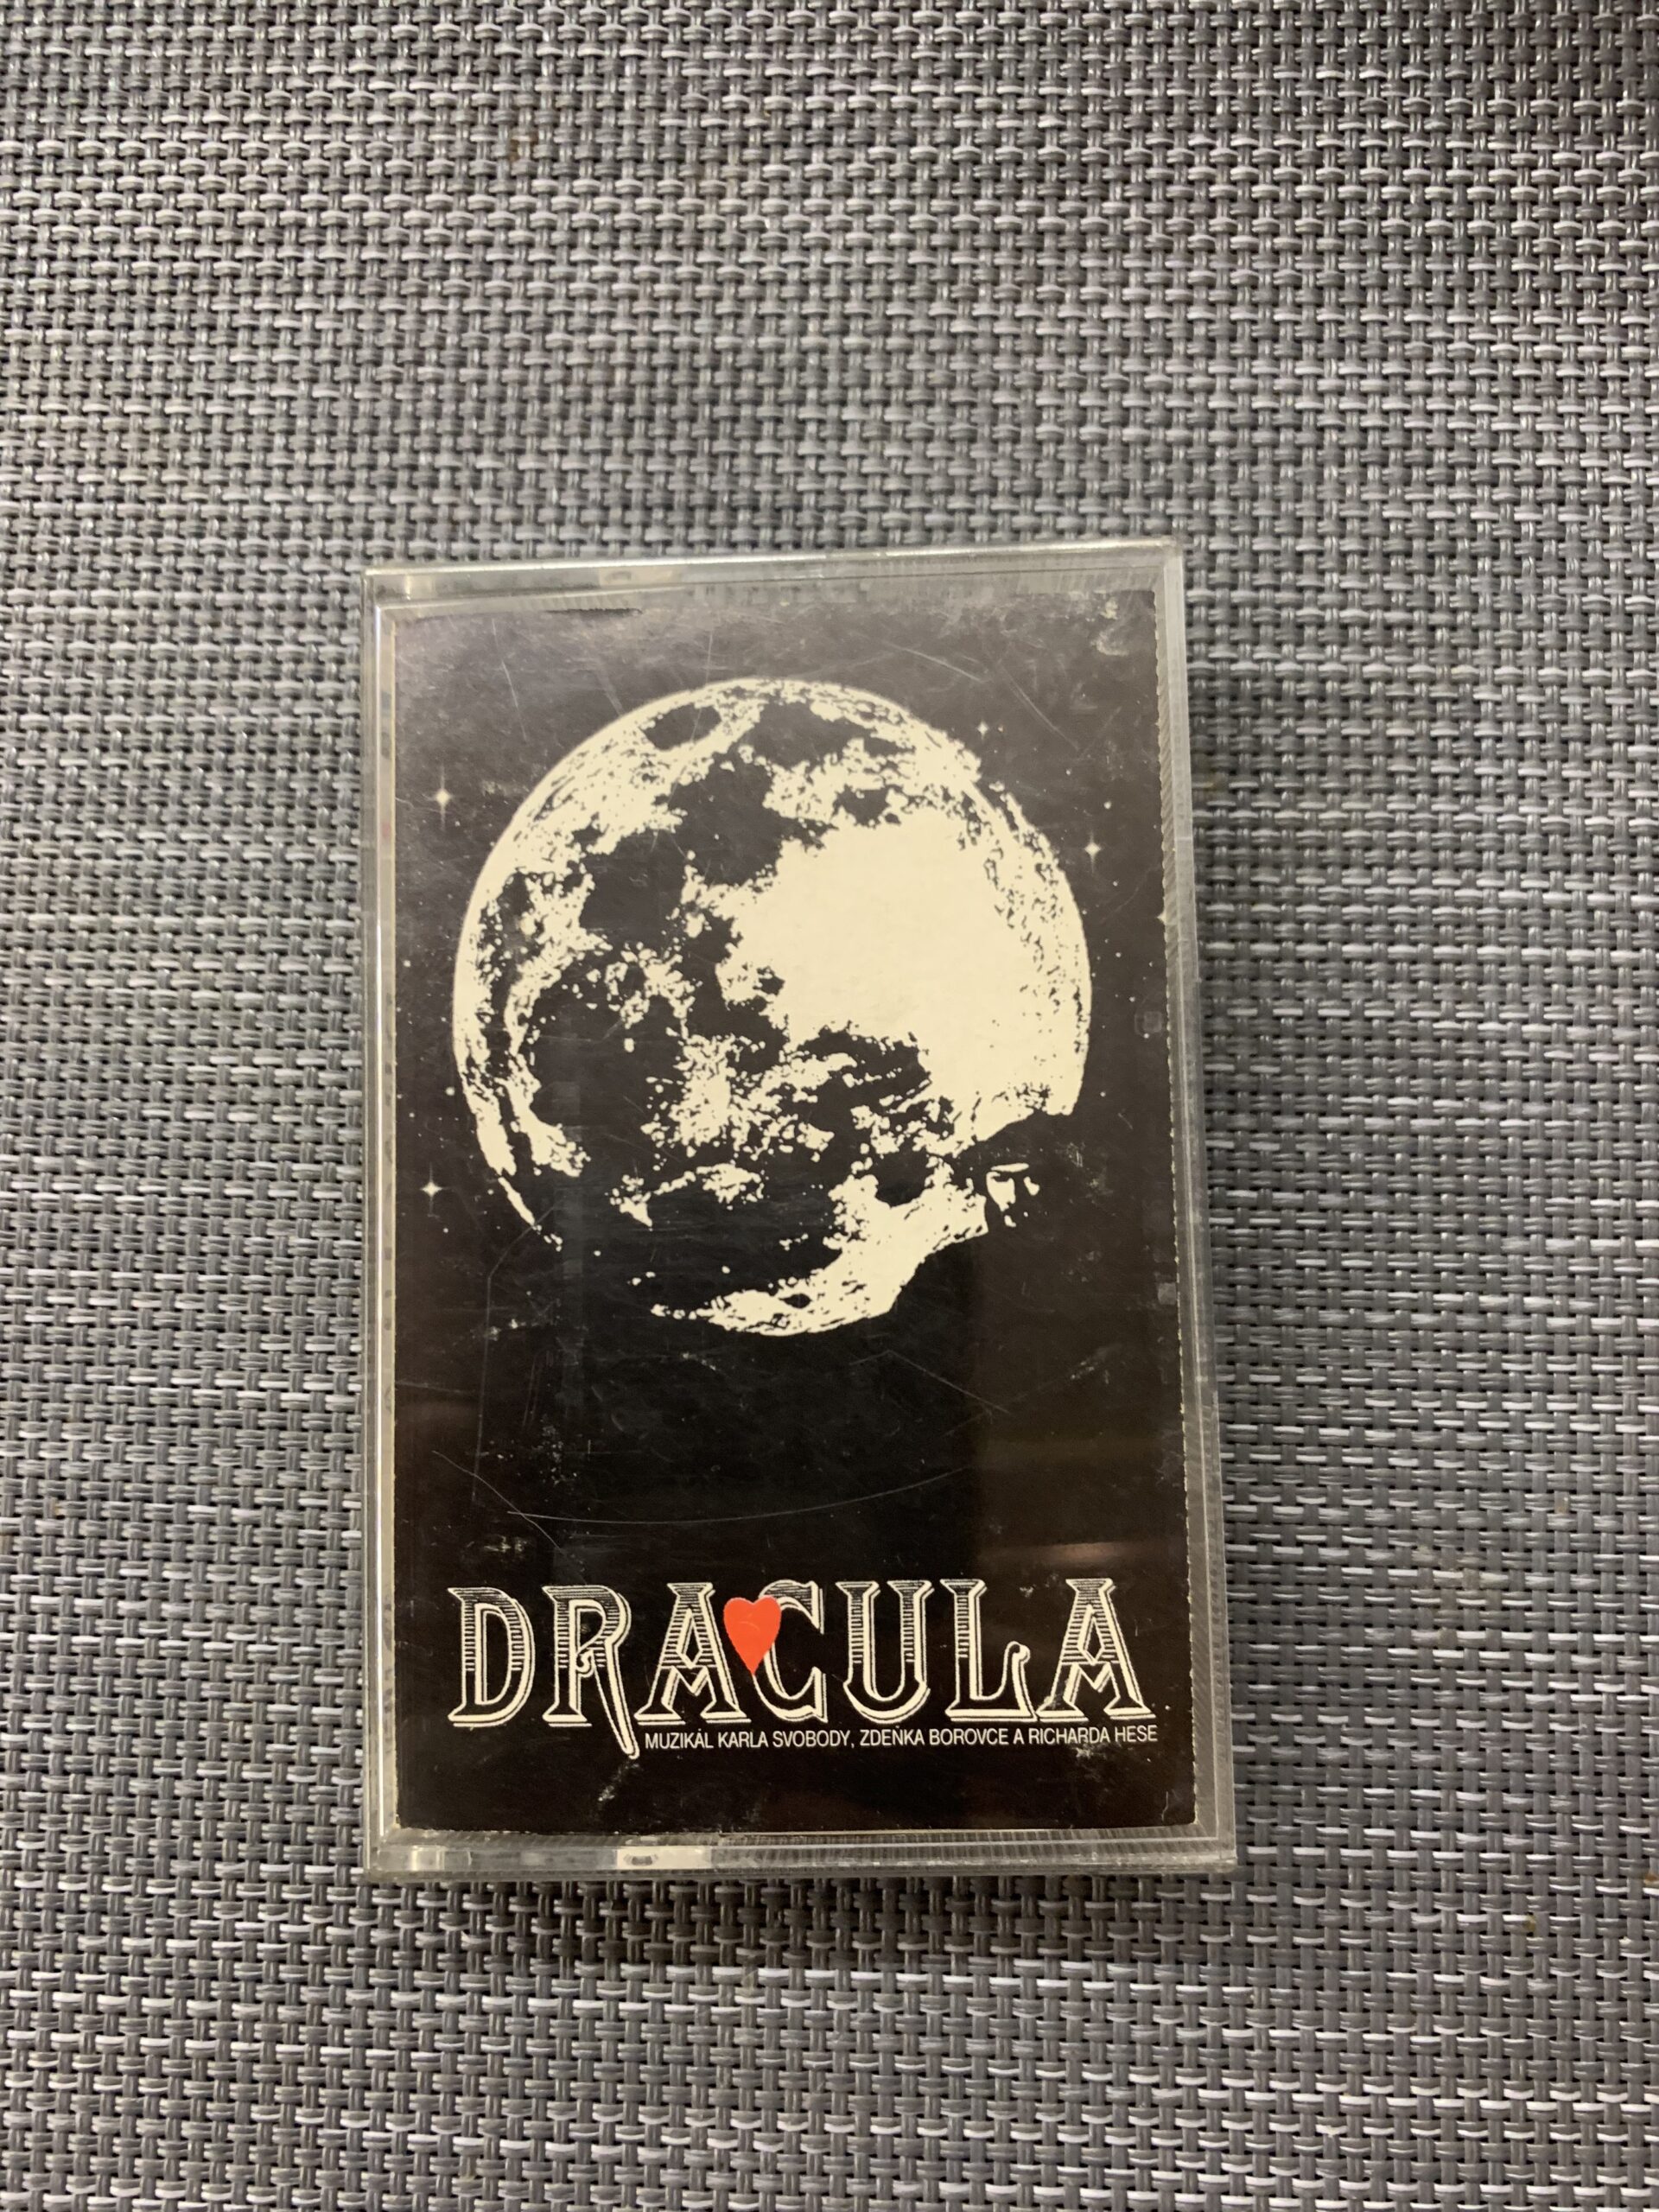 DRACULA
MUZIKÁL KARLA SVOBODY, ZDEŇKA BOROVCE A RICHARDA HESE